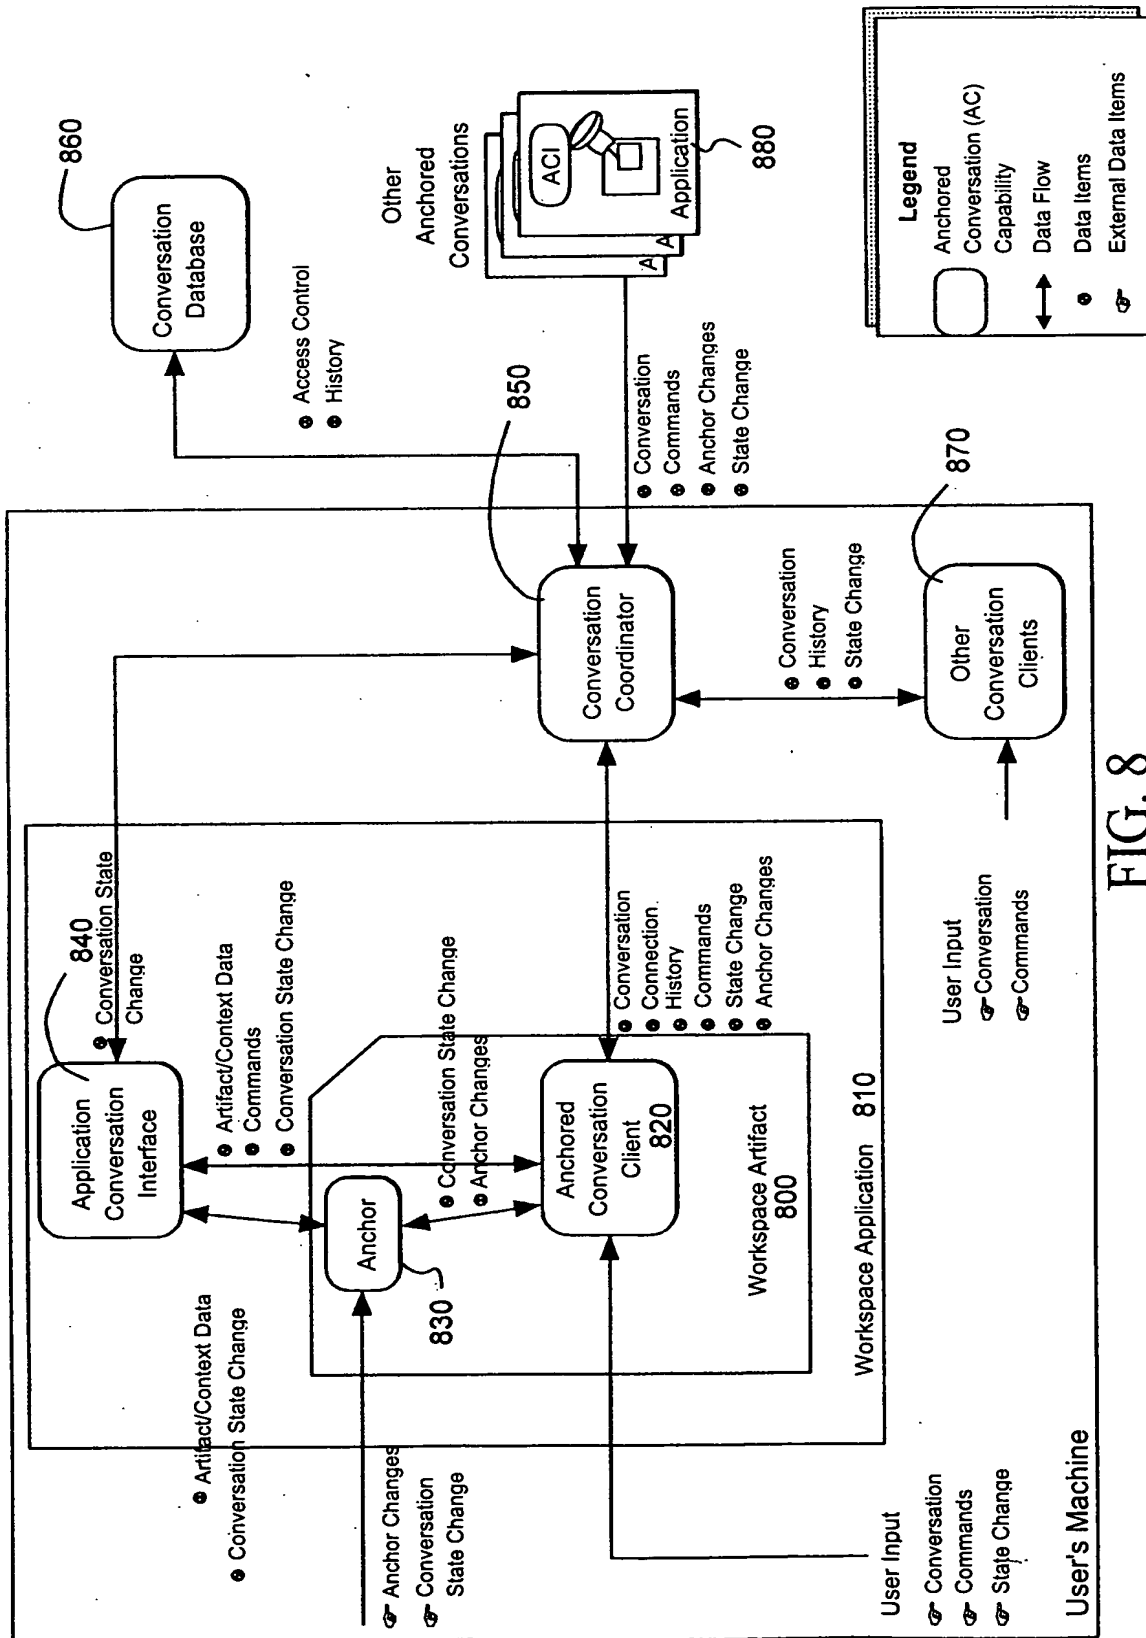 860
Conversation
Database
Access Control
History
Other
Anchored
Conversations
ACI
Application
A
A
880
Legend
Anchored
Conversation (AC)
Capability
Data Flow
Data Items
External Data Items
850
Conversation
Commands
Anchor Changes
State Change
870
Conversation
Coordinator
Conversation
History
State Change
Other
Conversation
Clients
User Input
Conversation
Commands
840
Conversation State
Change
Application
Conversation
Interface
Artifact/Context Data
Commands
Conversation State Change
Conversation State Change
Anchor Changes
Anchor
830
Anchored
Conversation
Client
820
Conversation
Connection
History
Commands
State Change
Anchor Changes
Workspace Artifact
800
Workspace Application 810
Artifact/Context Data
Conversation State Change
Anchor Changes
Conversation
State Change
User Input
Conversation
Commands
State Change
User's Machine
FIG. 8